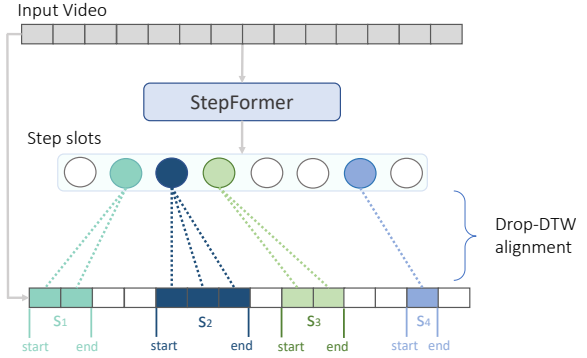 Input Video
StepFormer
Step slots
Drop-DTW
alignment
S1 S2 S3 S4
start end start end start end start end